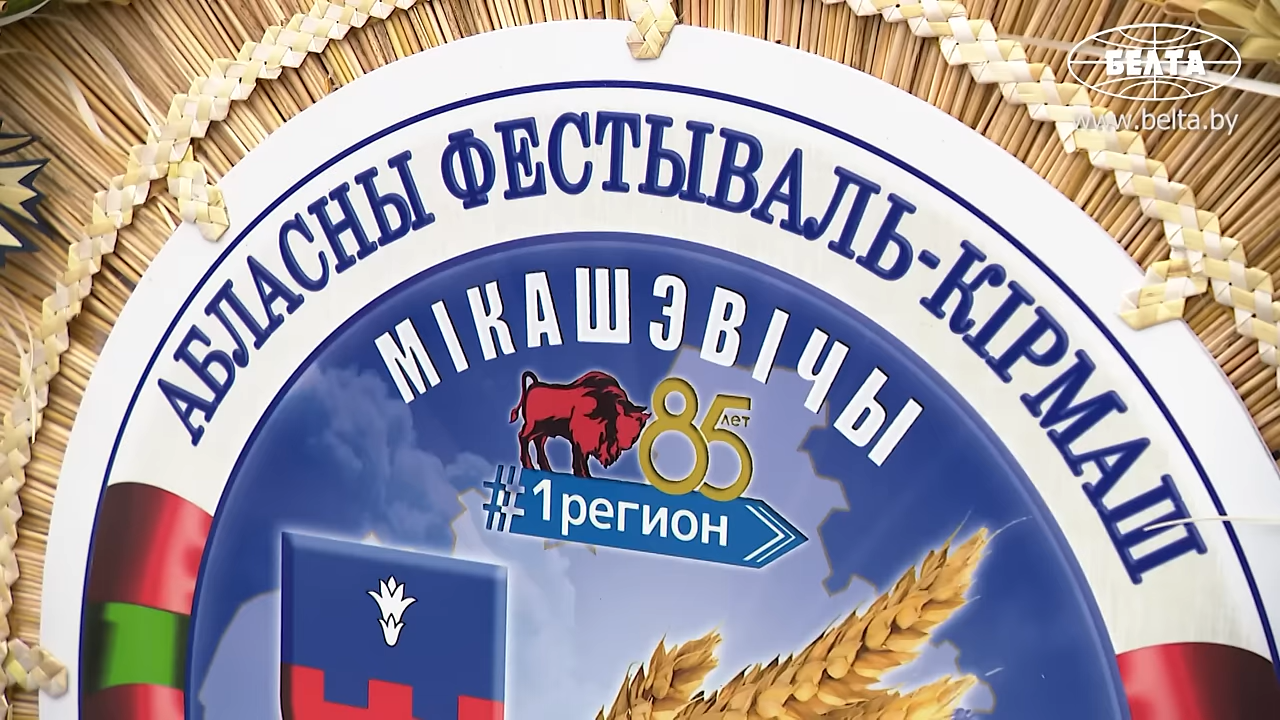 БЕЛТА
www.belta.by
АБЛАСНЫ ФЕСТЫВАЛЬ-КІРМАШ
МІКАШЭВІЧЫ
85 лет
#1регион